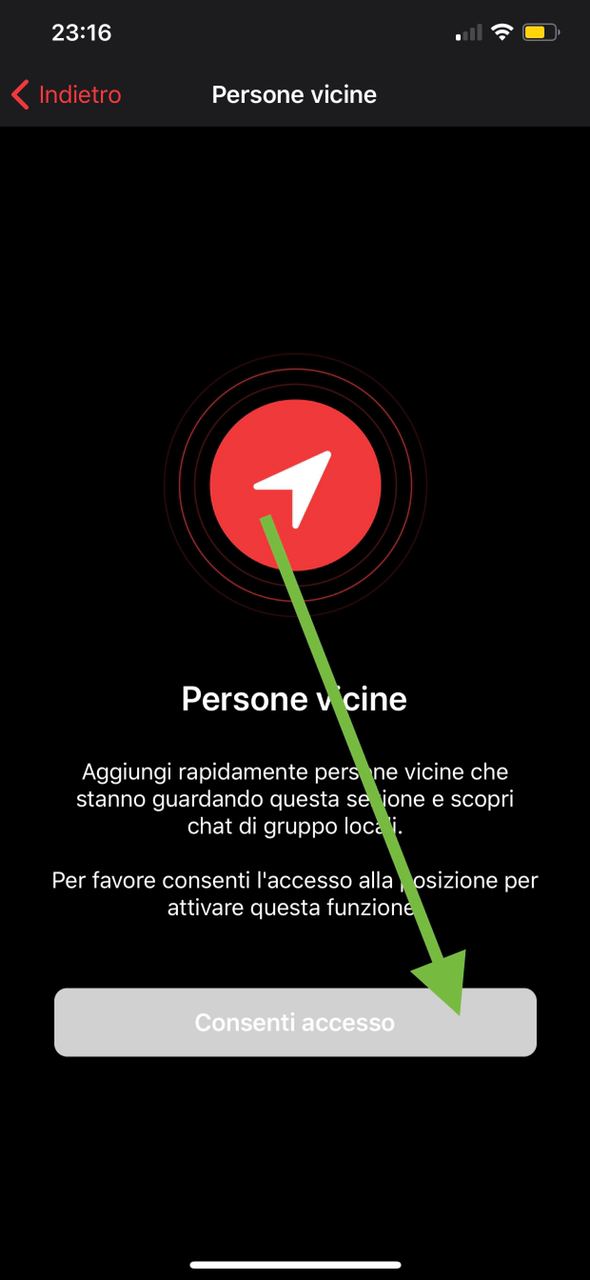 23:16
Indietro
Persone vicine
Persone vicine
Aggiungi rapidamente persone vicine che
stanno guardando questa sezione e scopri
chat di gruppo locali.
Per favore consenti l'accesso alla posizione per
attivare questa funzione.
Consenti accesso